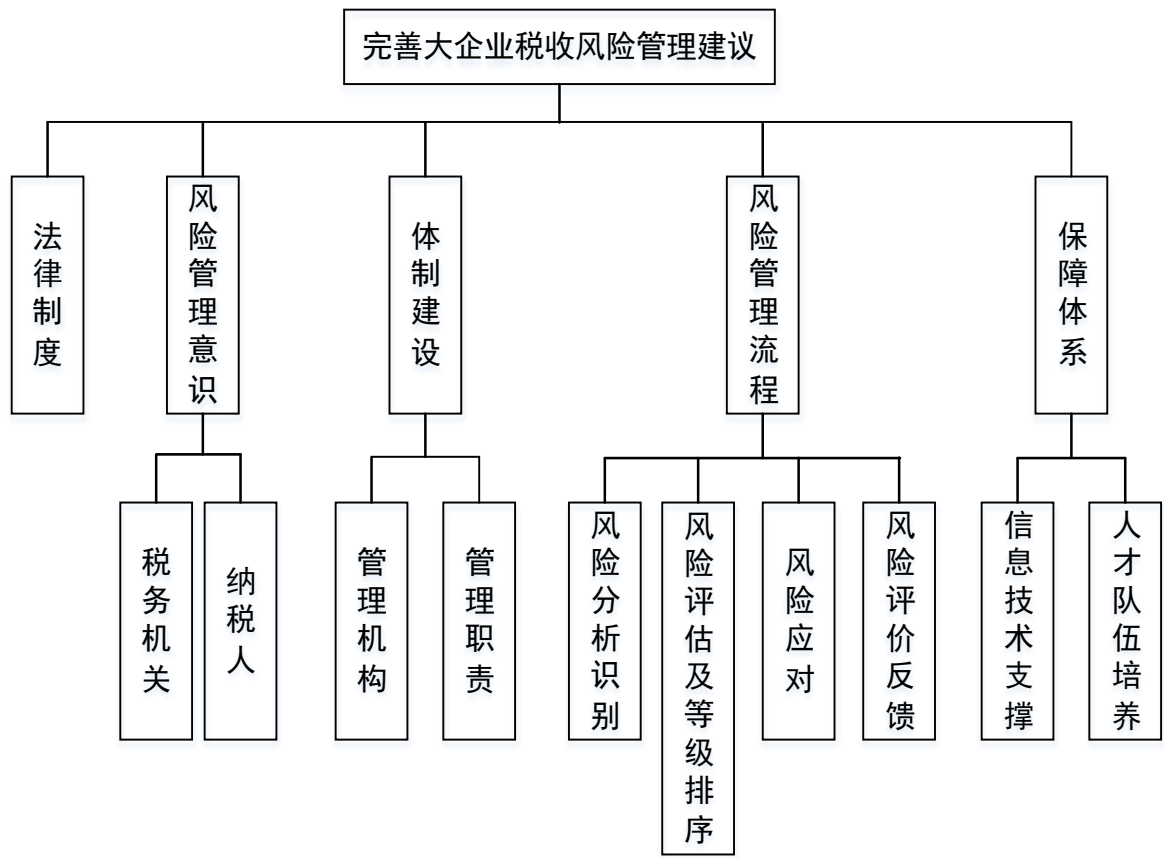 完善大企业税收风险管理建议
法律制度
风险管理意识
体制建设
风险管理流程
保障体系
税务机关
纳税人
管理机构
管理职责
风险分析识别
风险评估及等级排序
风险应对
风险评价反馈
信息技术支撑
人才队伍培养